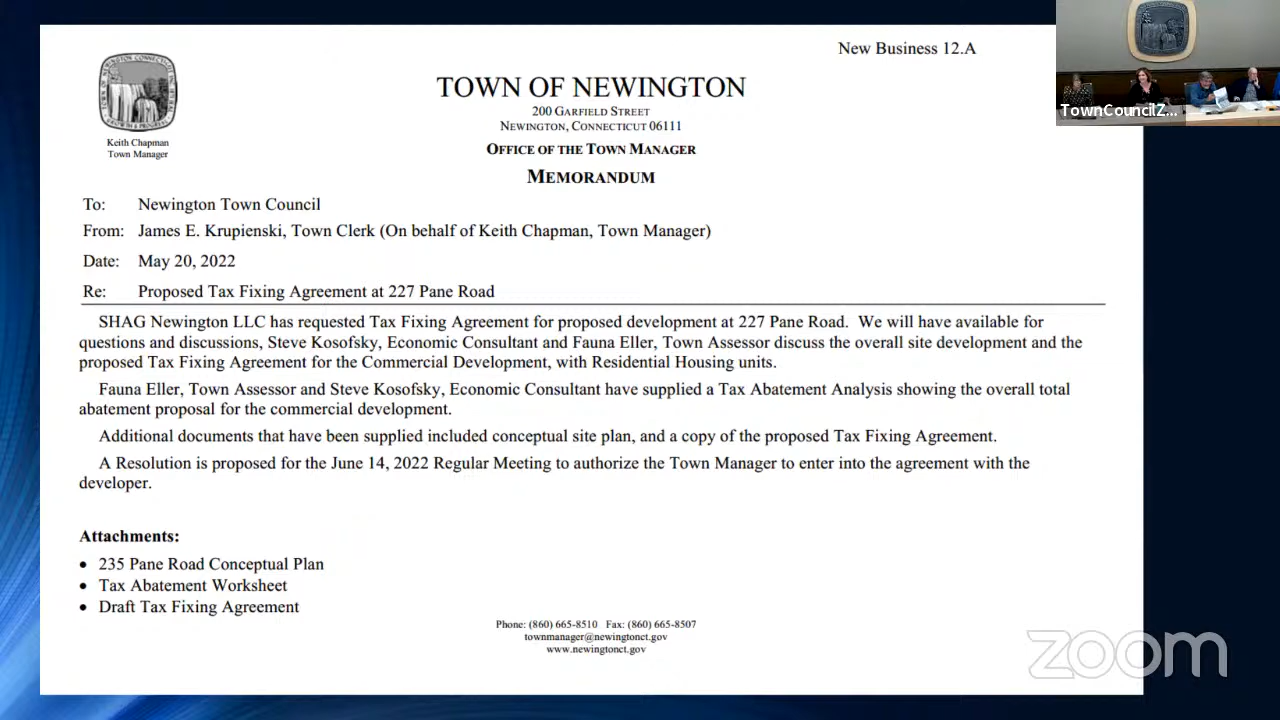 New Business 12.A
TownCouncilZ...
Keith Chapman
Town Manager
TOWN OF NEWINGTON
200 GARFIELD STREET
NEWINGTON, CONNECTICUT 06111
OFFICE OF THE TOWN MANAGER
MEMORANDUM
To: Newington Town Council
From: James E. Krupienski, Town Clerk (On behalf of Keith Chapman, Town Manager)
Date: May 20, 2022
Re: Proposed Tax Fixing Agreement at 227 Pane Road
SHAG Newington LLC has requested Tax Fixing Agreement for proposed development at 227 Pane Road. We will have available for
questions and discussions, Steve Kosofsky, Economic Consultant and Fauna Eller, Town Assessor discuss the overall site development and the
proposed Tax Fixing Agreement for the Commercial Development, with Residential Housing units.
Fauna Eller, Town Assessor and Steve Kosofsky, Economic Consultant have supplied a Tax Abatement Analysis showing the overall total
abatement proposal for the commercial development.
Additional documents that have been supplied included conceptual site plan, and a copy of the proposed Tax Fixing Agreement.
A Resolution is proposed for the June 14, 2022 Regular Meeting to authorize the Town Manager to enter into the agreement with the
developer.
Attachments:
• 235 Pane Road Conceptual Plan
• Tax Abatement Worksheet
• Draft Tax Fixing Agreement
Phone: (860) 665-8510 Fax: (860) 665-8507
townmanager@newingtonct.gov
www.newingtonct.gov
zoom